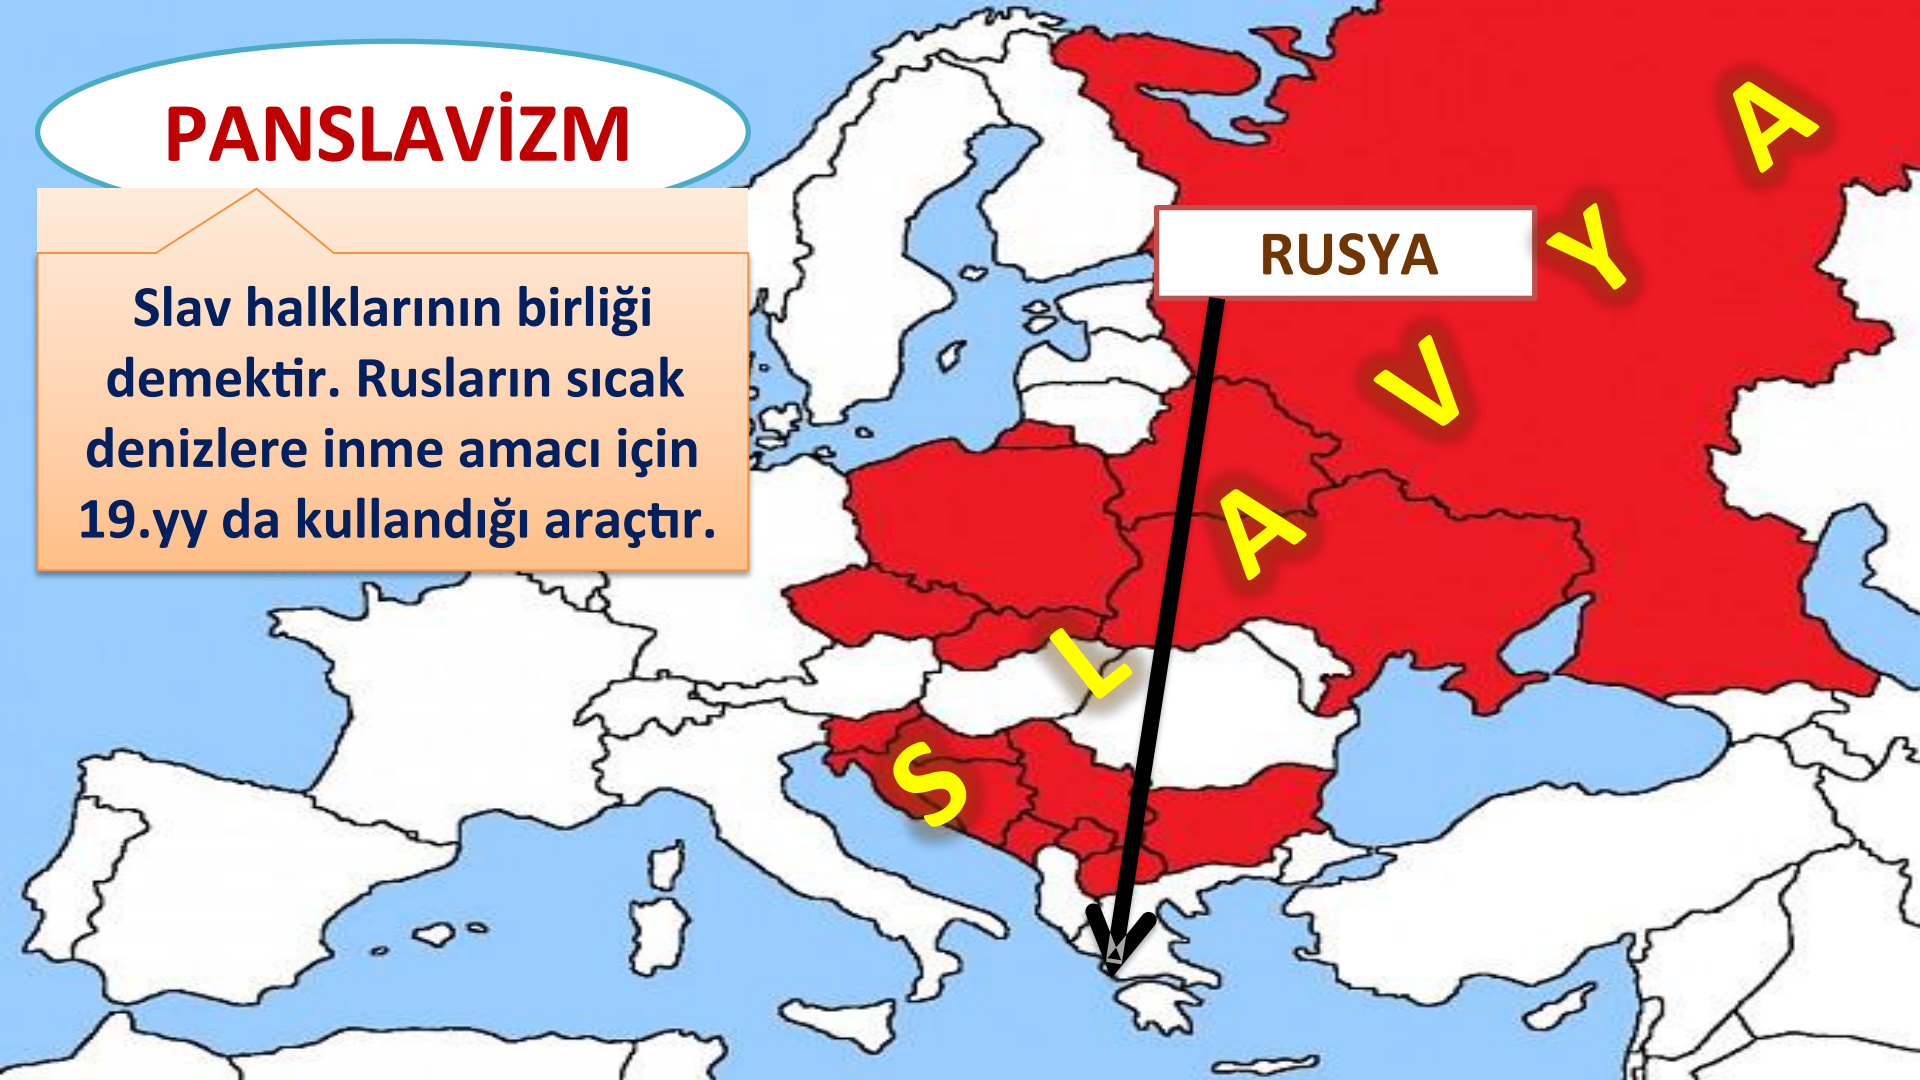 PANSLAVİZM
Slav halklarının birliği
demektir. Rusların sıcak
denizlere inme amacı için
19.yy da kullandığı araçtır.
RUSYA
SLAVYA